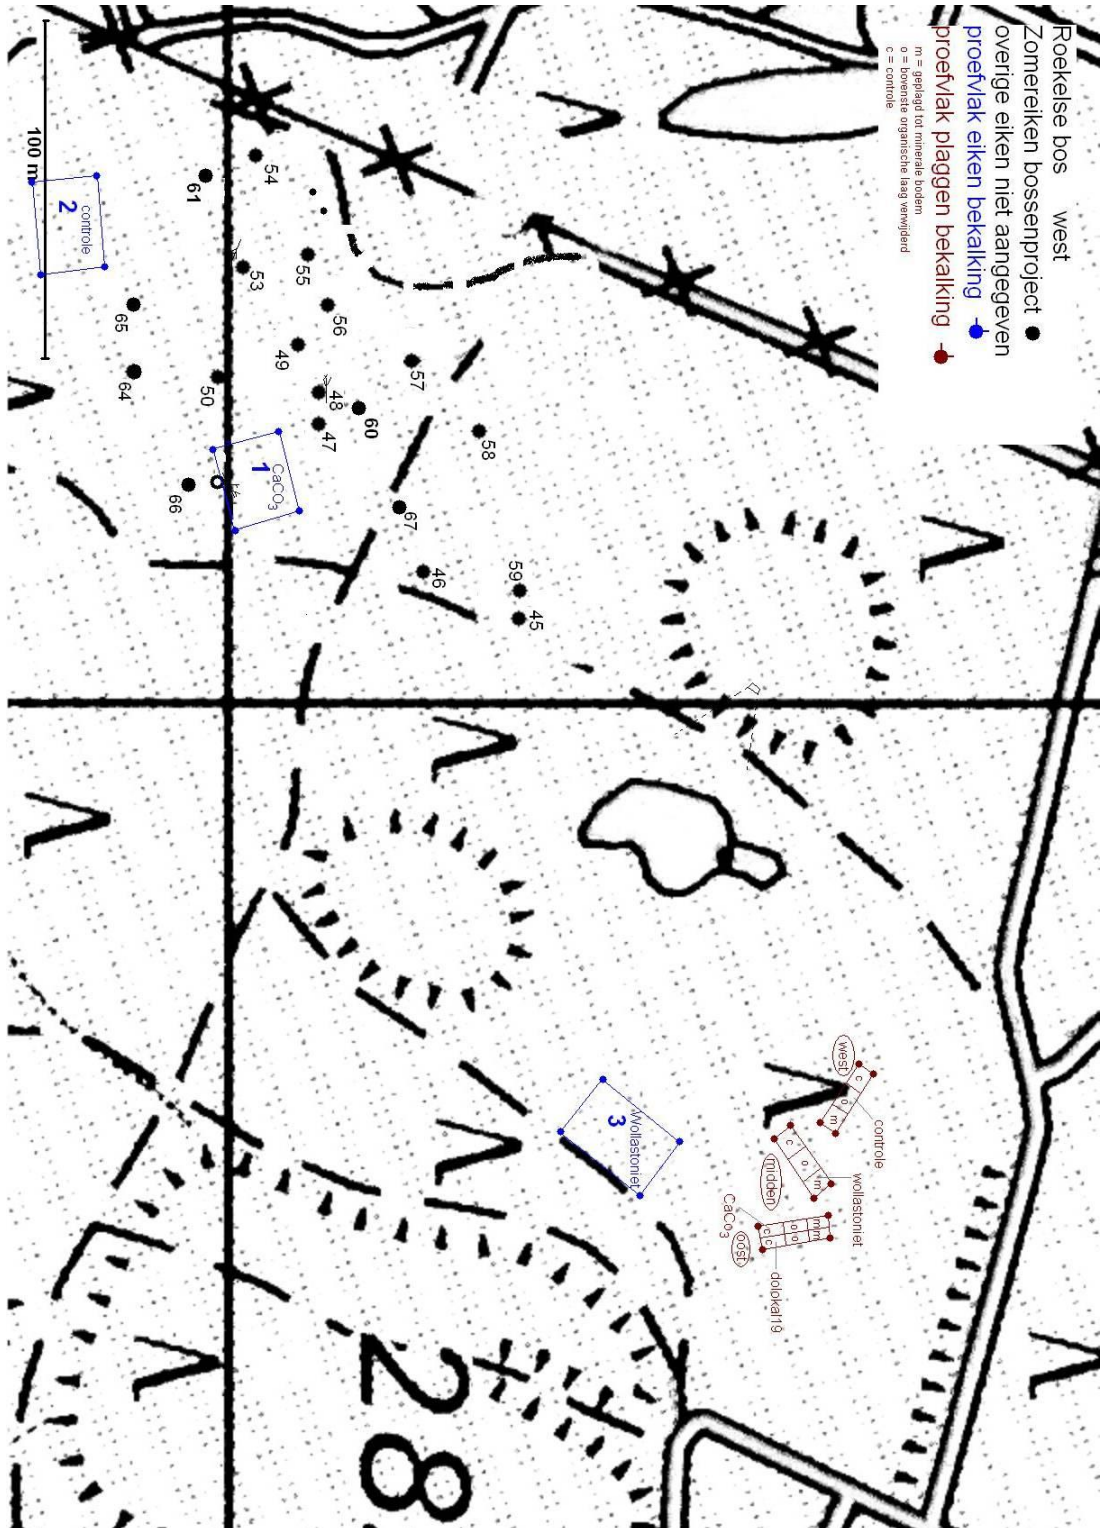 Roekelse bos west
Zomereiken bossenproject
overige eiken niet aangegeven
proefvlak eiken bekalking
proefvlak plaggen bekalking
m = geplagd tot minerale bodem
o = bovenste organische laag verwijderd
c = controle
west
c
o
m
controle
wollastoniet
c
o
m
midden
mm
oo
cc
CaCo3
oost
dolokal19
59
45
58
46
67
57
60
56
48
47
55
49
54
53
CaCO3
1
50
61
66
controle
2
65
64
100 m
Wollastoniet
3
28